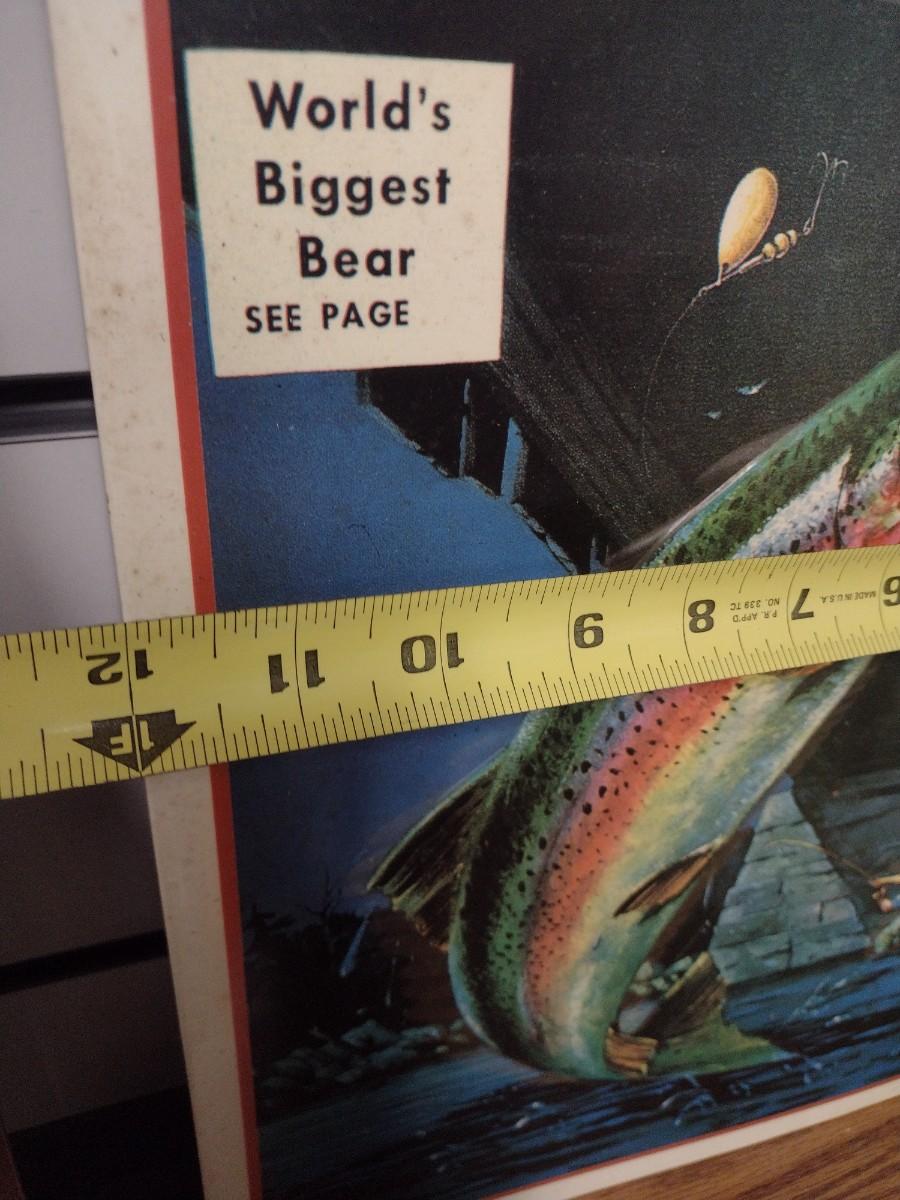 World's
Biggest
Bear
SEE PAGE
12 11 10 9 8 P.R. APP'D 7 MADE IN U.S.A. 6
NO. 339 TC
1F